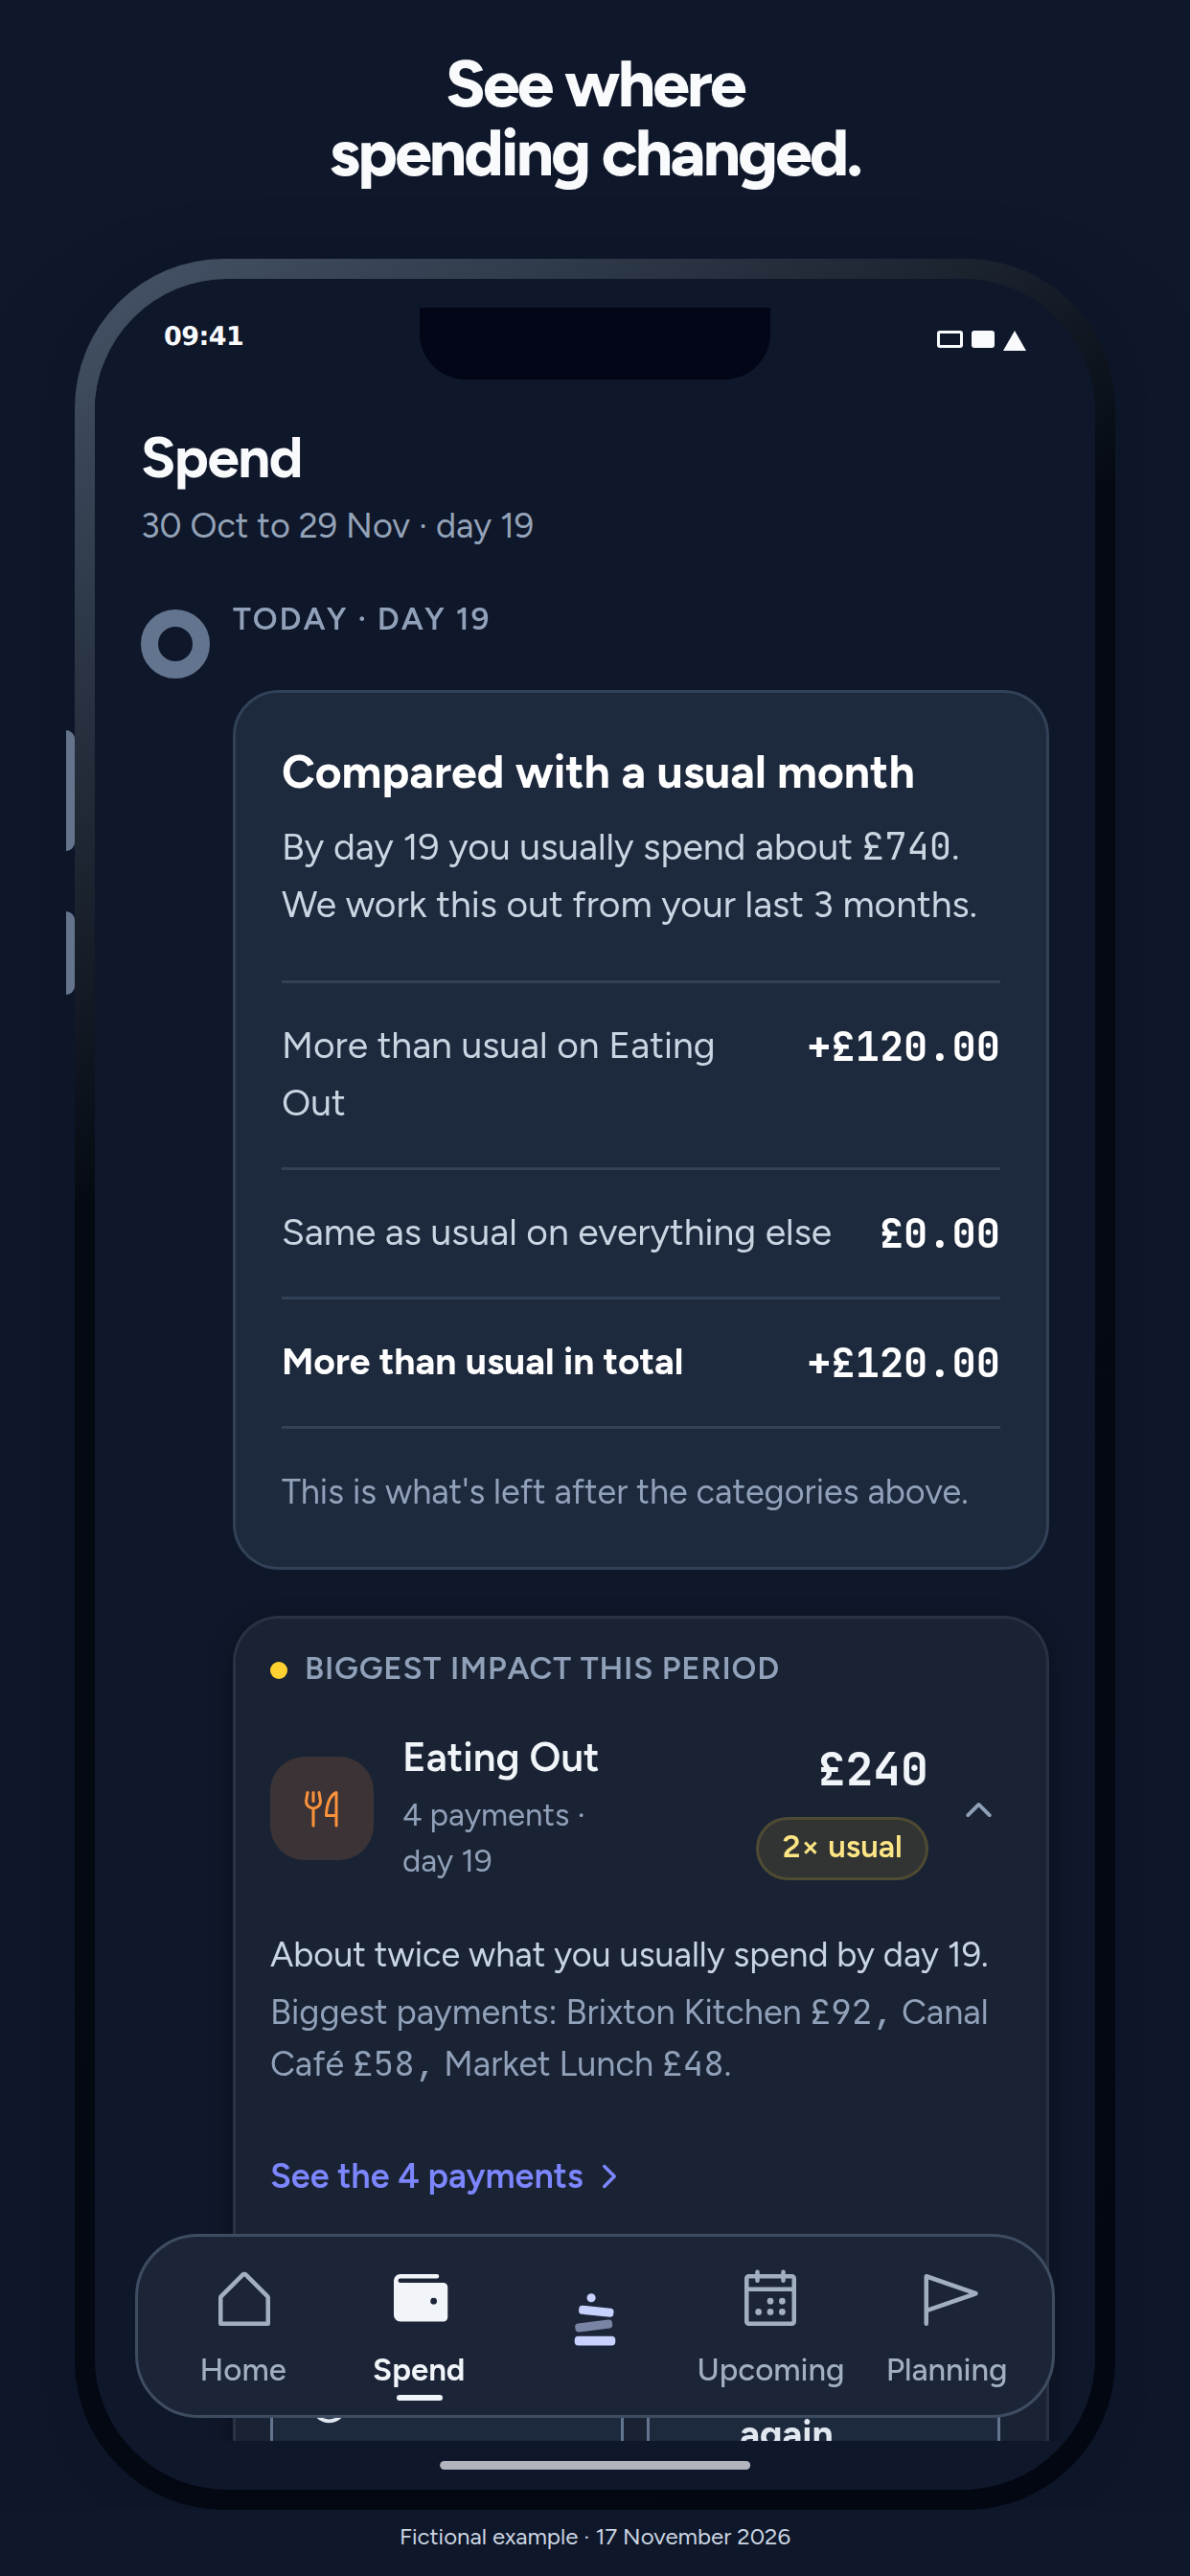 See where
spending changed.
09:41
Spend
30 Oct to 29 Nov · day 19
TODAY · DAY 19
Compared with a usual month
By day 19 you usually spend about £740.
We work this out from your last 3 months.
More than usual on Eating +£120.00
Out
Same as usual on everything else £0.00
More than usual in total +£120.00
This is what's left after the categories above.
BIGGEST IMPACT THIS PERIOD
Eating Out £240
4 payments ·
day 19
2× usual
About twice what you usually spend by day 19.
Biggest payments: Brixton Kitchen £92, Canal
Café £58, Market Lunch £48.
See the 4 payments
Home Spend Upcoming Planning
again
Fictional example · 17 November 2026